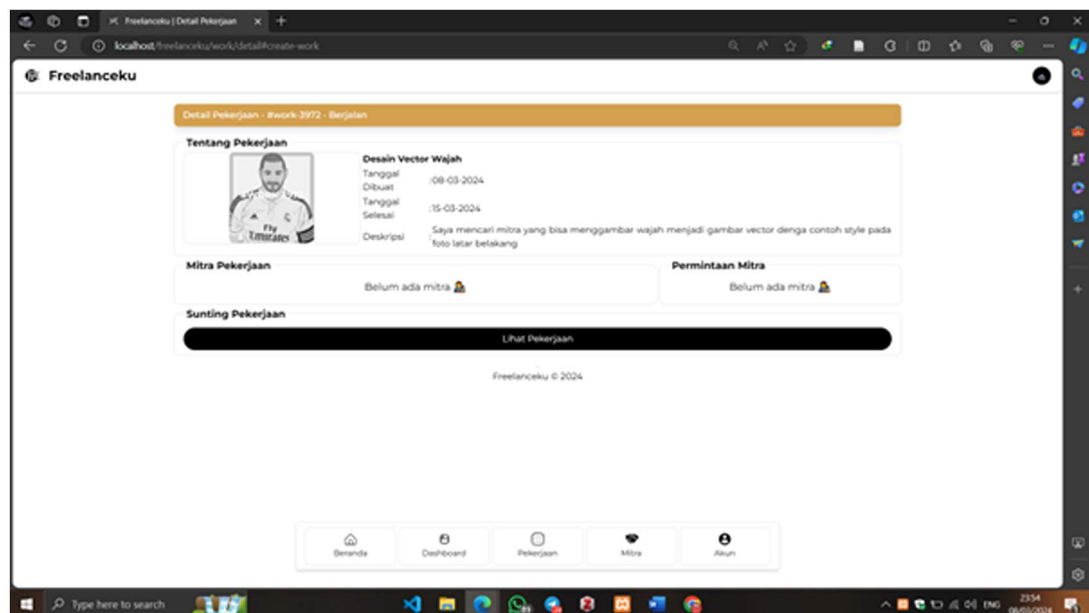 Freelanceku | Detail Pekerjaan
localhost/freelanceku/work/detail#create-work
Freelanceku
Detail Pekerjaan - #work-3972 - Berjalan
Tentang Pekerjaan
Desain Vector Wajah
Tanggal Dibuat :08-03-2024
Tanggal Selesai :15-03-2024
Deskripsi : Saya mencari mitra yang bisa menggambar wajah menjadi gambar vector denga contoh style pada
foto latar belakang
Fly
Emirates
Mitra Pekerjaan
Belum ada mitra
Permintaan Mitra
Belum ada mitra
Sunting Pekerjaan
Lihat Pekerjaan
Freelanceku © 2024
Beranda
Dashboard
Pekerjaan
Mitra
Akun
Type here to search
ENG
23:54
08/03/2024